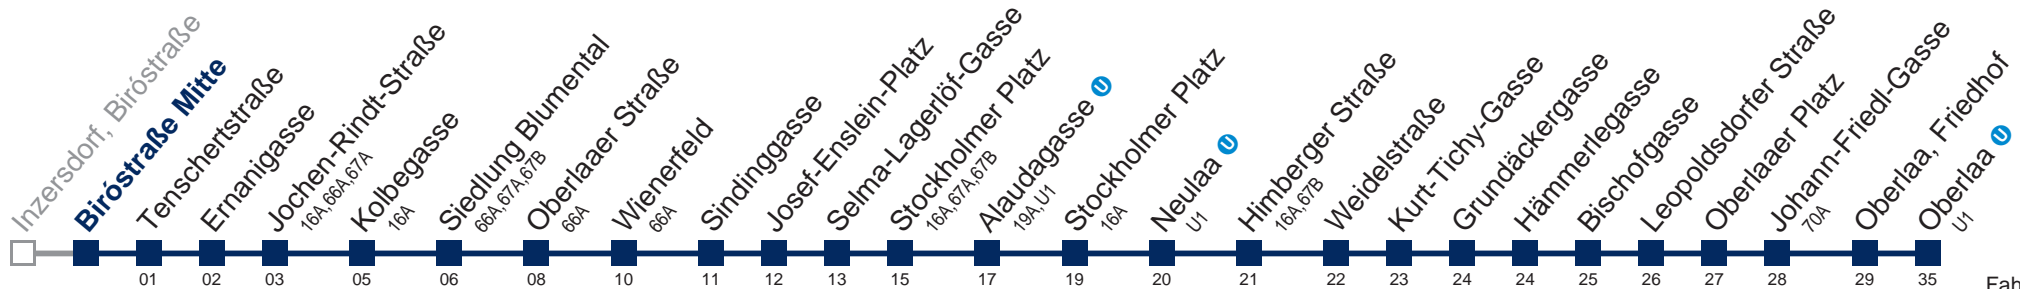 Inzersdorf, Biróstraße
Biróstraße Mitte
Tenschertstraße
Ernanigasse
Jochen-Rindt-Straße
16A,66A,67A
Kolbegasse
16A
Siedlung Blumental
66A,67A,67B
Oberlaaer Straße
66A
Wienerfeld
66A
Sindinggasse
Josef-Enslein-Platz
Selma-Lagerlöf-Gasse
Stockholmer Platz
16A,67A,67B
Alaudagasse U
19A,U1
Stockholmer Platz
16A
Neulaa U
U1
Himberger Straße
16A,67B
Weidelstraße
Kurt-Tichy-Gasse
Grundäckergasse
Hämmerlegasse
Bischofgasse
Leopoldsdorfer Straße
Oberlaaer Platz
Johann-Friedl-Gasse
70A
Oberlaa, Friedhof
Oberlaa U
U1
01 02 03 05 06 08 10 11 12 13 15 17 19 20 21 22 23 24 24 25 26 27 28 29 35
Fah